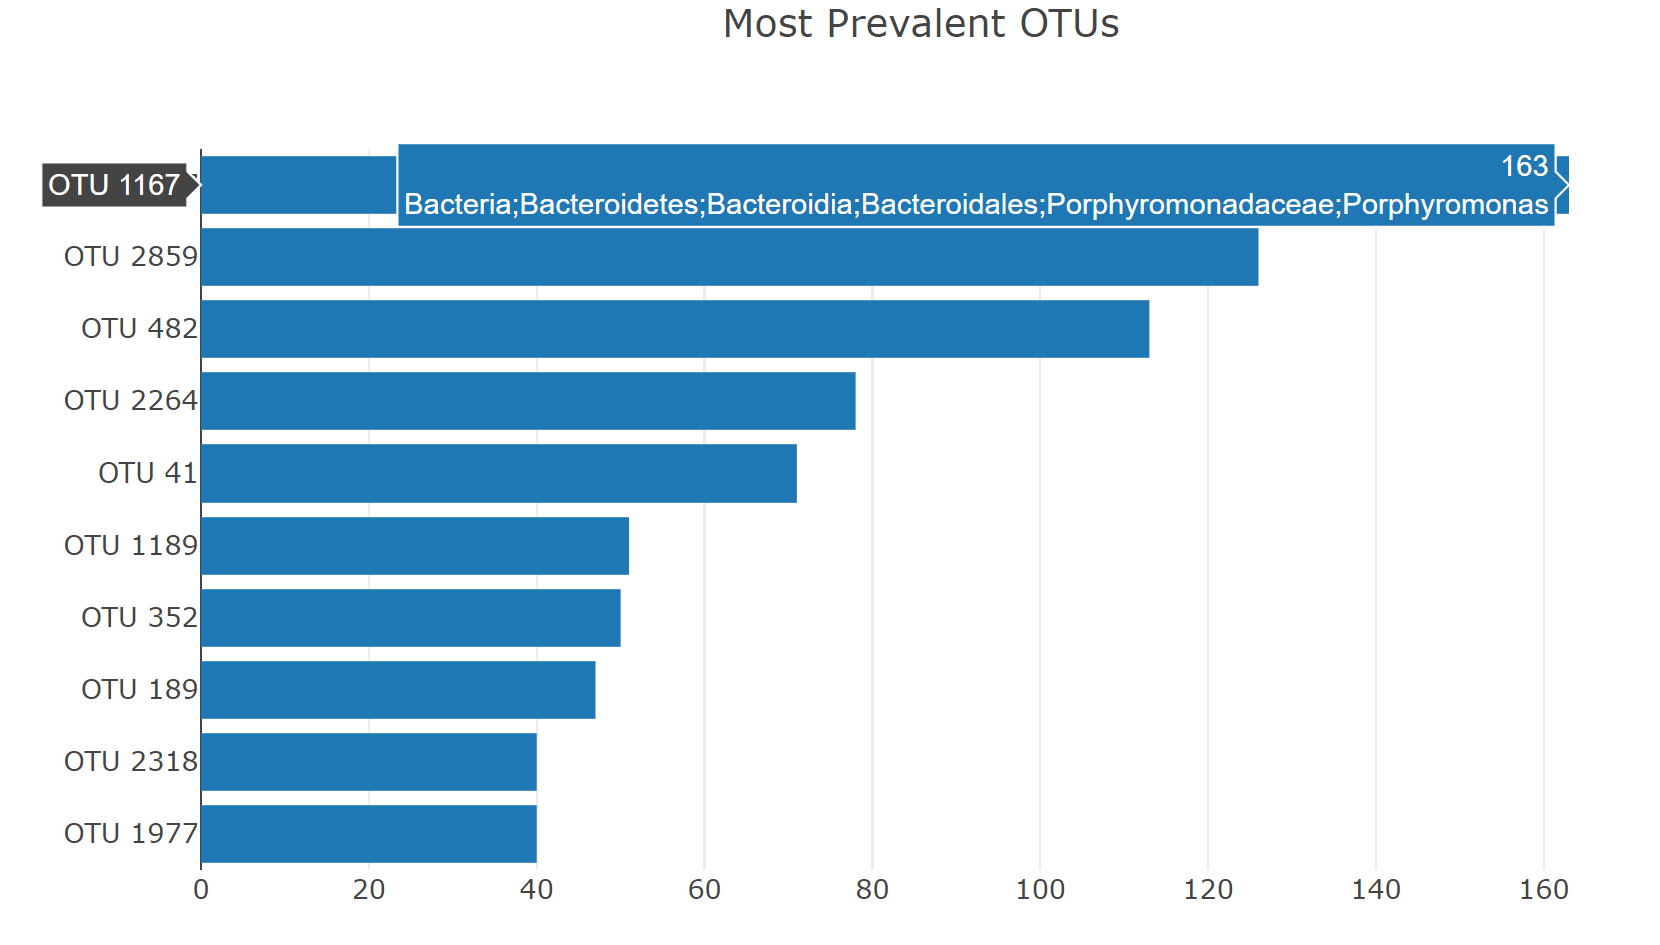 Most Prevalent OTUs
OTU 1167
163
Bacteria;Bacteroidetes;Bacteroidia;Bacteroidales;Porphyromonadaceae;Porphyromonas
OTU 2859
OTU 482
OTU 2264
OTU 41
OTU 1189
OTU 352
OTU 189
OTU 2318
OTU 1977
0 20 40 60 80 100 120 140 160